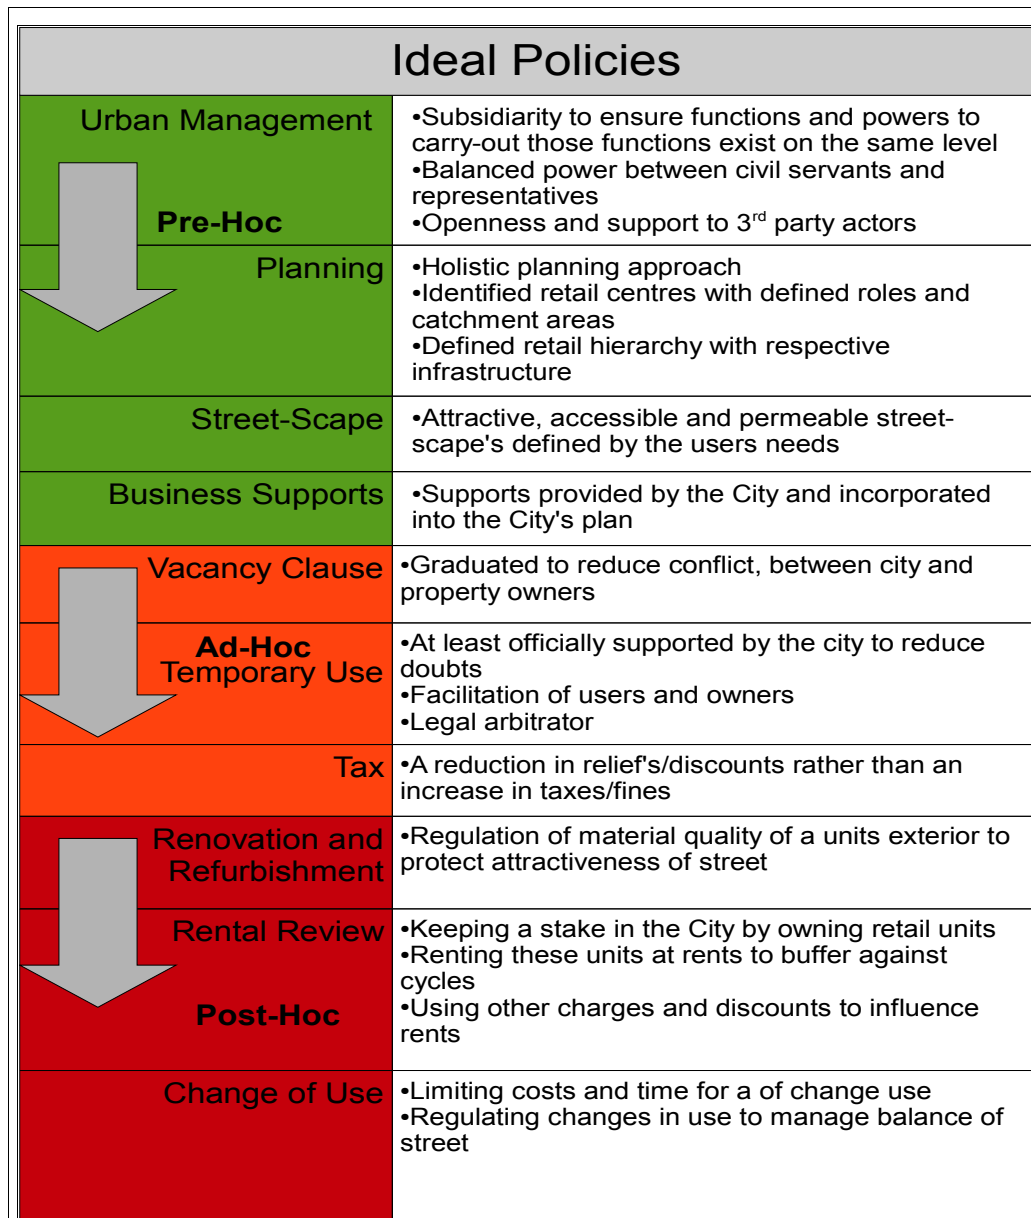 Ideal Policies
Urban Management
•Subsidiarity to ensure functions and powers to
carry-out those functions exist on the same level
•Balanced power between civil servants and
representatives
•Openness and support to 3rd party actors
Pre-Hoc
Planning
•Holistic planning approach
•Identified retail centres with defined roles and
catchment areas
•Defined retail hierarchy with respective
infrastructure
Street-Scape
•Attractive, accessible and permeable street-
scape's defined by the users needs
Business Supports
•Supports provided by the City and incorporated
into the City's plan
Vacancy Clause
•Graduated to reduce conflict, between city and
property owners
Ad-Hoc
Temporary Use
•At least officially supported by the city to reduce
doubts
•Facilitation of users and owners
•Legal arbitrator
Tax
•A reduction in relief's/discounts rather than an
increase in taxes/fines
Renovation and
Refurbishment
•Regulation of material quality of a units exterior to
protect attractiveness of street
Rental Review
•Keeping a stake in the City by owning retail units
•Renting these units at rents to buffer against
cycles
•Using other charges and discounts to influence
rents
Post-Hoc
Change of Use
•Limiting costs and time for a of change use
•Regulating changes in use to manage balance of
street